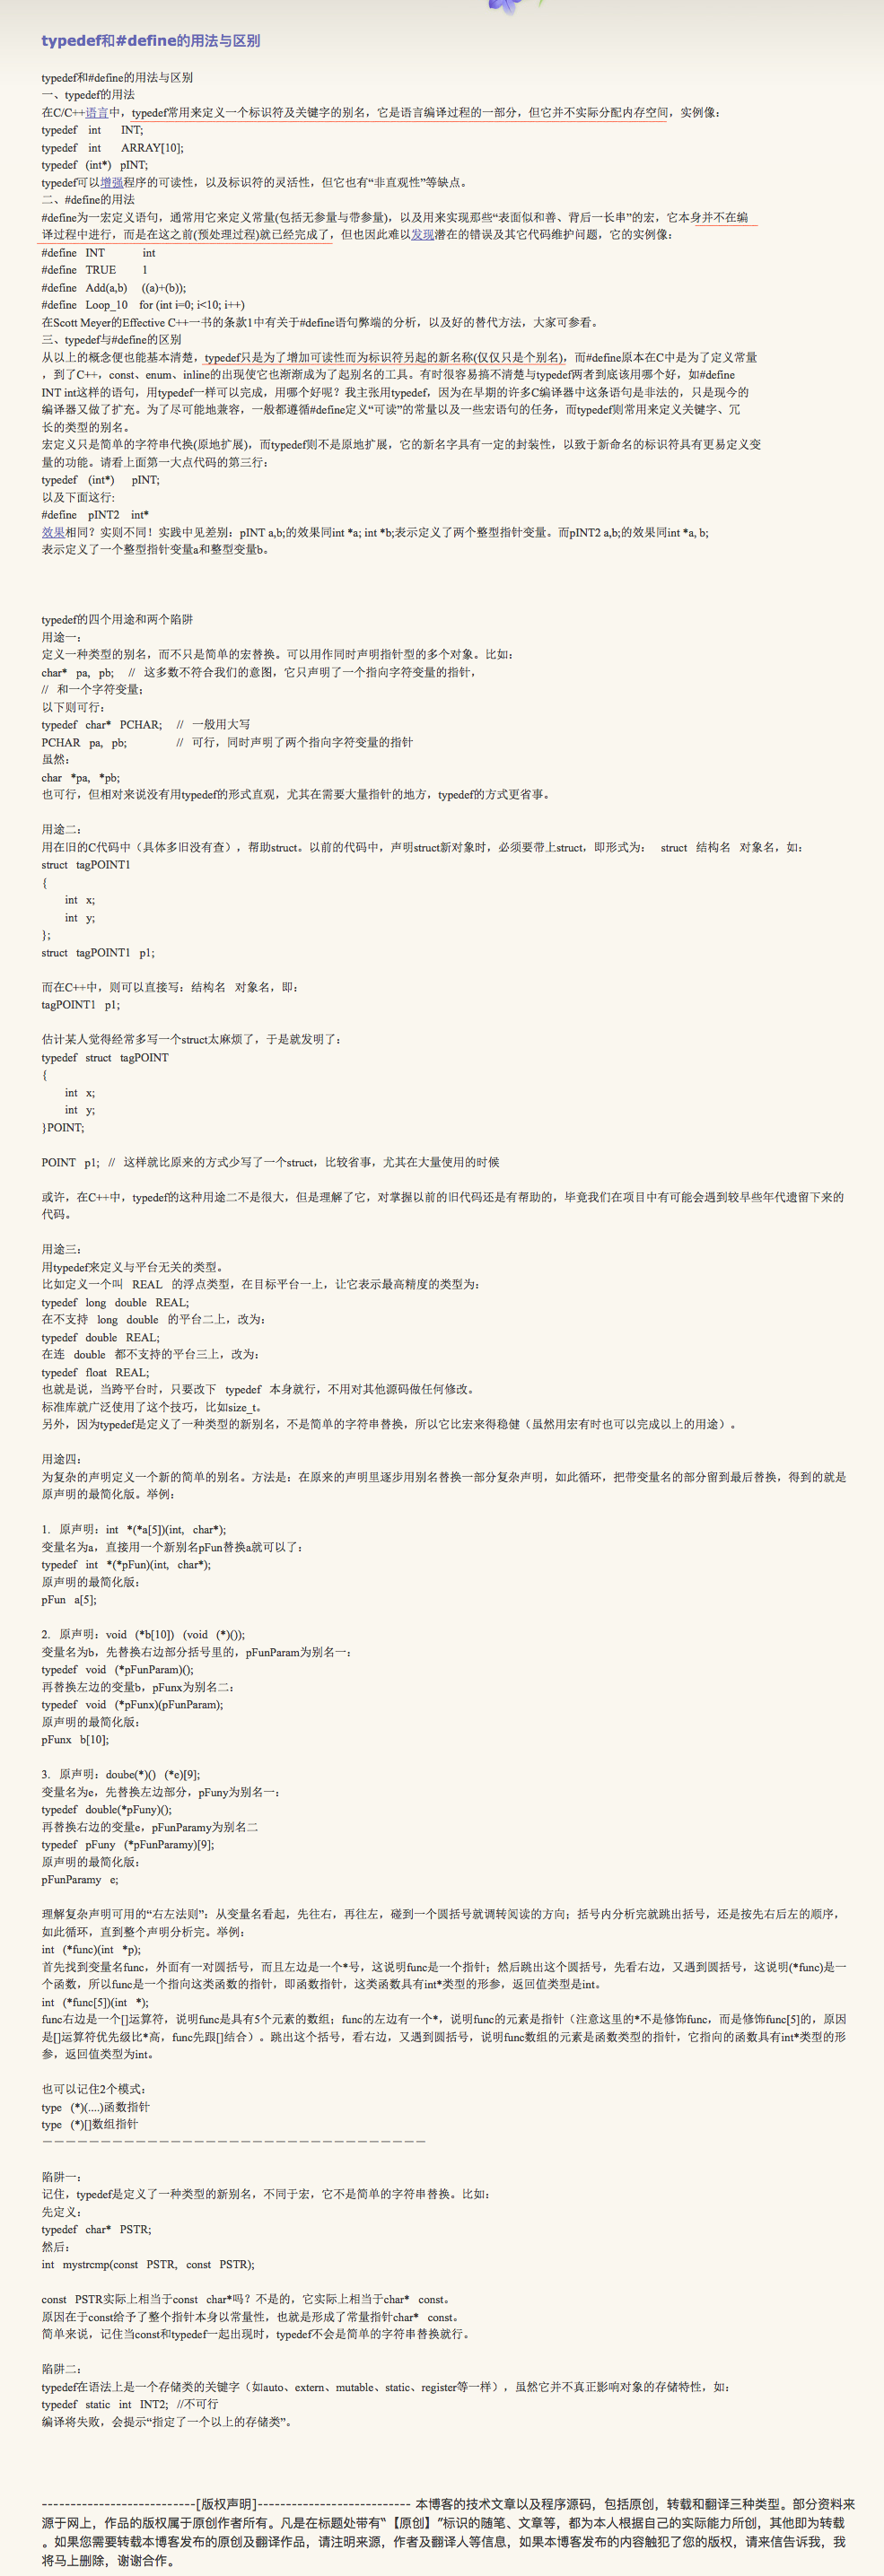 typedef和#define的用法与区别
typedef和#define的用法与区别
一、typedef的用法
在C/C++语言中，typedef常用来定义一个标识符及关键字的别名，它是语言编译过程的一部分，但它并不实际分配内存空间，实例像：
typedef int INT;
typedef int ARRAY[10];
typedef (int*) pINT;
typedef可以增强程序的可读性，以及标识符的灵活性，但它也有“非直观性”等缺点。
二、#define的用法
#define为一宏定义语句，通常用它来定义常量(包括无参量与带参量)，以及用来实现那些“表面似和善、背后一长串”的宏，它本身并不在编
译过程中进行，而是在这之前(预处理过程)就已经完成了，但也因此难以发现潜在的错误及其它代码维护问题，它的实例像：
#define INT int
#define TRUE 1
#define Add(a,b) ((a)+(b));
#define Loop_10 for (int i=0; i<10; i++)
在Scott Meyer的Effective C++一书的条款1中有关于#define语句弊端的分析，以及好的替代方法，大家可参看。
三、typedef与#define的区别
从以上的概念便也能基本清楚，typedef只是为了增加可读性而为标识符另起的新名称(仅仅只是个别名)，而#define原本在C中是为了定义常量
，到了C++，const、enum、inline的出现使它也渐渐成为了起别名的工具。有时很容易搞不清楚与typedef两者到底该用哪个好，如#define
INT int这样的语句，用typedef一样可以完成，用哪个好呢？我主张用typedef，因为在早期的许多C编译器中这条语句是非法的，只是现今的
编译器又做了扩充。为了尽可能地兼容，一般都遵循#define定义“可读”的常量以及一些宏语句的任务，而typedef则常用来定义关键字、冗
长的类型的别名。
宏定义只是简单的字符串代换(原地扩展)，而typedef则不是原地扩展，它的新名字具有一定的封装性，以致于新命名的标识符具有更易定义变
量的功能。请看上面第一大点代码的第三行：
typedef (int*) pINT;
以及下面这行:
#define pINT2 int*
效果相同？实则不同！实践中见差别：pINT a,b;的效果同int *a; int *b;表示定义了两个整型指针变量。而pINT2 a,b;的效果同int *a, b;
表示定义了一个整型指针变量a和整型变量b。
typedef的四个用途和两个陷阱
用途一：
定义一种类型的别名，而不只是简单的宏替换。可以用作同时声明指针型的多个对象。比如：
char* pa, pb; // 这多数不符合我们的意图，它只声明了一个指向字符变量的指针，
// 和一个字符变量；
以下则可行：
typedef char* PCHAR; // 一般用大写
PCHAR pa, pb; // 可行，同时声明了两个指向字符变量的指针
虽然：
char *pa, *pb;
也可行，但相对来说没有用typedef的形式直观，尤其在需要大量指针的地方，typedef的方式更省事。
用途二：
用在旧的C代码中（具体多旧没有查），帮助struct。以前的代码中，声明struct新对象时，必须要带上struct，即形式为： struct 结构名 对象名，如：
struct tagPOINT1
{
int x;
int y;
};
struct tagPOINT1 p1;
而在C++中，则可以直接写：结构名 对象名，即：
tagPOINT1 p1;
估计某人觉得经常多写一个struct太麻烦了，于是就发明了：
typedef struct tagPOINT
{
int x;
int y;
}POINT;
POINT p1; // 这样就比原来的方式少写了一个struct，比较省事，尤其在大量使用的时候
或许，在C++中，typedef的这种用途二不是很大，但是理解了它，对掌握以前的旧代码还是有帮助的，毕竟我们在项目中有可能会遇到较早些年代遗留下来的
代码。
用途三：
用typedef来定义与平台无关的类型。
比如定义一个叫 REAL 的浮点类型，在目标平台一上，让它表示最高精度的类型为：
typedef long double REAL;
在不支持 long double 的平台二上，改为：
typedef double REAL;
在连 double 都不支持的平台三上，改为：
typedef float REAL;
也就是说，当跨平台时，只要改下 typedef 本身就行，不用对其他源码做任何修改。
标准库就广泛使用了这个技巧，比如size_t。
另外，因为typedef是定义了一种类型的新别名，不是简单的字符串替换，所以它比宏来得稳健（虽然用宏有时也可以完成以上的用途）。
用途四：
为复杂的声明定义一个新的简单的别名。方法是：在原来的声明里逐步用别名替换一部分复杂声明，如此循环，把带变量名的部分留到最后替换，得到的就是
原声明的最简化版。举例：
1. 原声明：int *(*a[5])(int, char*);
变量名为a，直接用一个新别名pFun替换a就可以了：
typedef int *(*pFun)(int, char*);
原声明的最简化版：
pFun a[5];
2. 原声明：void (*b[10]) (void (*)());
变量名为b，先替换右边部分括号里的，pFunParam为别名一：
typedef void (*pFunParam)();
再替换左边的变量b，pFunx为别名二：
typedef void (*pFunx)(pFunParam);
原声明的最简化版：
pFunx b[10];
3. 原声明：doube(*)() (*e)[9];
变量名为e，先替换左边部分，pFuny为别名一：
typedef double(*pFuny)();
再替换右边的变量e，pFunParamy为别名二
typedef pFuny (*pFunParamy)[9];
原声明的最简化版：
pFunParamy e;
理解复杂声明可用的“右左法则”：从变量名看起，先往右，再往左，碰到一个圆括号就调转阅读的方向；括号内分析完就跳出括号，还是按先右后左的顺序，
如此循环，直到整个声明分析完。举例：
int (*func)(int *p);
首先找到变量名func，外面有一对圆括号，而且左边是一个*号，这说明func是一个指针；然后跳出这个圆括号，先看右边，又遇到圆括号，这说明(*func)是一
个函数，所以func是一个指向这类函数的指针，即函数指针，这类函数具有int*类型的形参，返回值类型是int。
int (*func[5])(int *);
func右边是一个[]运算符，说明func是具有5个元素的数组；func的左边有一个*，说明func的元素是指针（注意这里的*不是修饰func，而是修饰func[5]的，原因
是[]运算符优先级比*高，func先跟[]结合）。跳出这个括号，看右边，又遇到圆括号，说明func数组的元素是函数类型的指针，它指向的函数具有int*类型的形
参，返回值类型为int。
也可以记住2个模式：
type (*)(....)函数指针
type (*)[]数组指针
－－－－－－－－－－－－－－－－－－－－－－－－－－－－－－－－－
陷阱一：
记住，typedef是定义了一种类型的新别名，不同于宏，它不是简单的字符串替换。比如：
先定义：
typedef char* PSTR;
然后：
int mystrcmp(const PSTR, const PSTR);
const PSTR实际上相当于const char*吗？不是的，它实际上相当于char* const。
原因在于const给予了整个指针本身以常量性，也就是形成了常量指针char* const。
简单来说，记住当const和typedef一起出现时，typedef不会是简单的字符串替换就行。
陷阱二：
typedef在语法上是一个存储类的关键字（如auto、extern、mutable、static、register等一样），虽然它并不真正影响对象的存储特性，如：
typedef static int INT2; //不可行
编译将失败，会提示“指定了一个以上的存储类”。
---------------------------[版权声明]--------------------------- 本博客的技术文章以及程序源码，包括原创，转载和翻译三种类型。部分资料来
源于网上，作品的版权属于原创作者所有。凡是在标题处带有“【原创】”标识的随笔、文章等，都为本人根据自己的实际能力所创，其他即为转载
。如果您需要转载本博客发布的原创及翻译作品，请注明来源，作者及翻译人等信息，如果本博客发布的内容触犯了您的版权，请来信告诉我，我
将马上删除，谢谢合作。